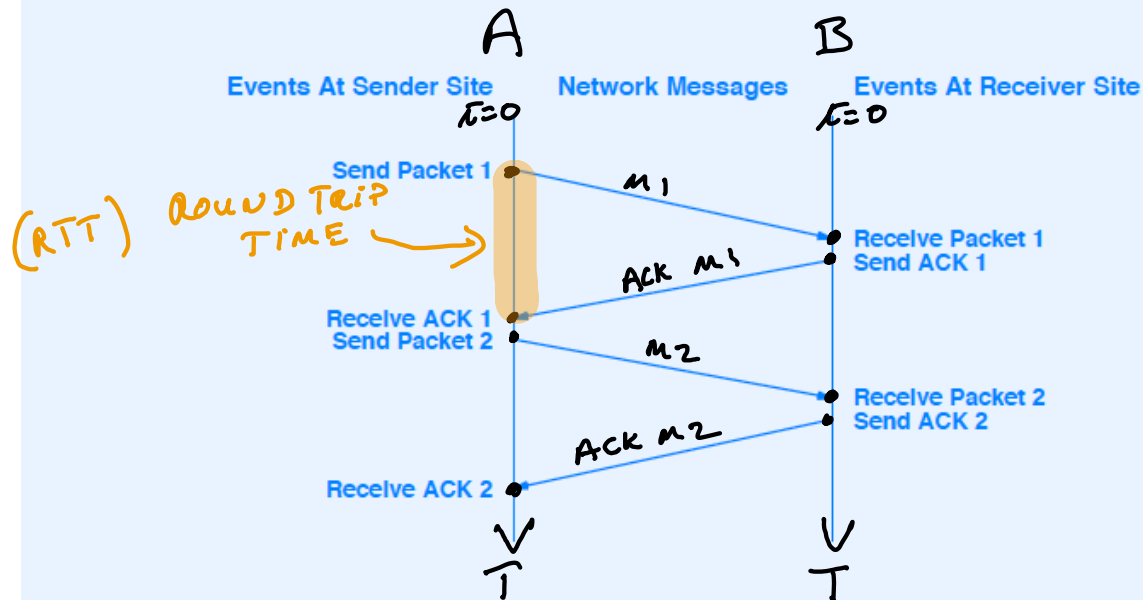 A B
Events At Sender Site Network Messages Events At Receiver Site
t=0 t=0
Send Packet 1
M1
(RTT) ROUND TRIP
TIME
Receive Packet 1
Send ACK 1
ACK M1
Receive ACK 1
Send Packet 2
M2
Receive Packet 2
Send ACK 2
ACK M2
Receive ACK 2
T T